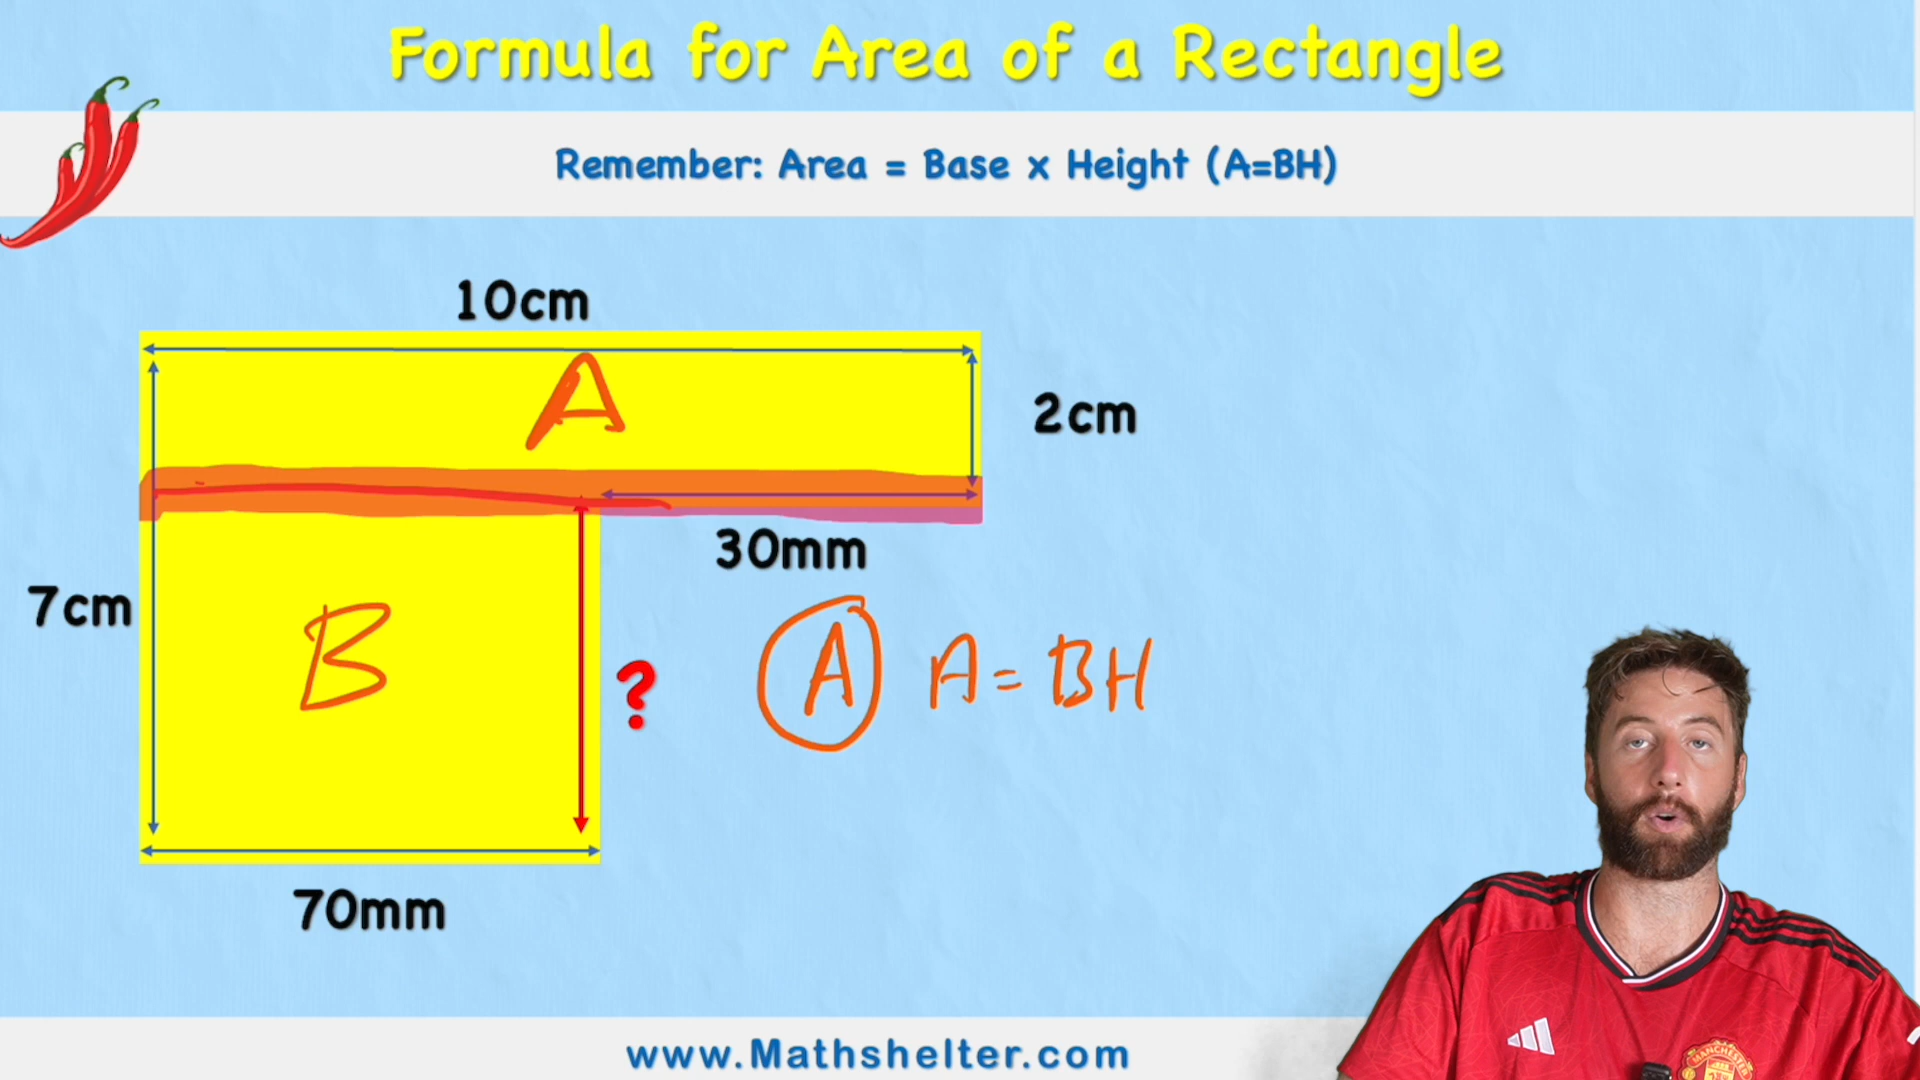 Formula for Area of a Rectangle
Remember: Area = Base x Height (A=BH)
10cm
A
2cm
30mm
7cm
B
?
A A=BH
70mm
www.Mathshelter.com
MANCHESTER